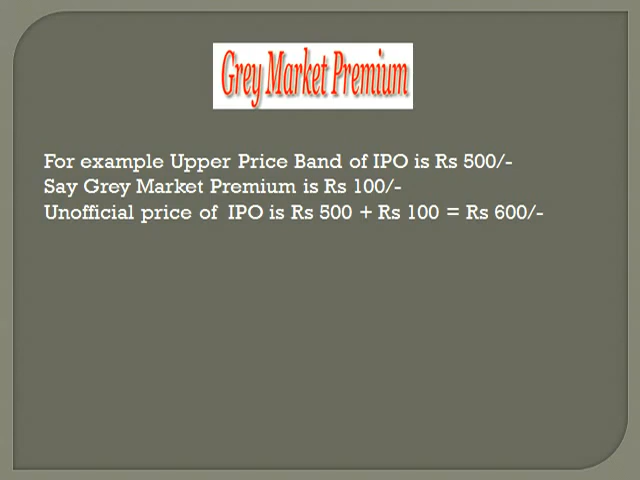 Grey Market Premium
For example Upper Price Band of IPO is Rs 500/-
Say Grey Market Premium is Rs 100/-
Unofficial price of  IPO is Rs 500 + Rs 100 = Rs 600/-